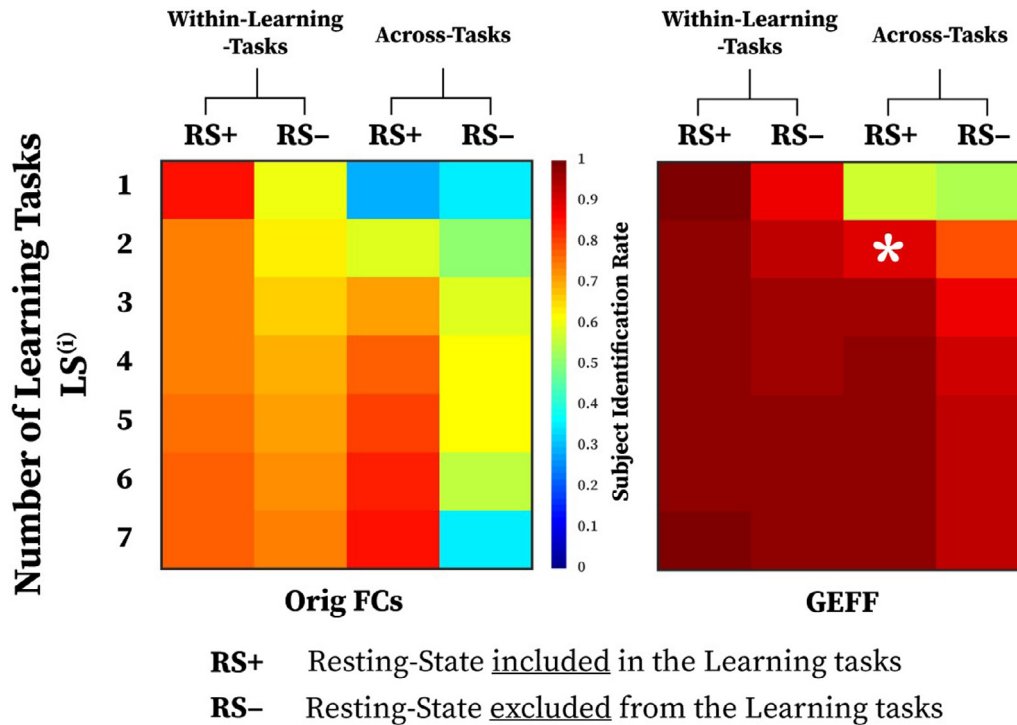 Within-Learning
-Tasks
Across-Tasks
Within-Learning
-Tasks
Across-Tasks
RS+ RS– RS+ RS– RS+ RS– RS+ RS–
Number of Learning Tasks
LS(i)
1
2
3
4
5
6
7
1
0.9
0.8
0.7
0.6
0.5
0.4
0.3
0.2
0.1
0
Subject Identification Rate
*
Orig FCs GEFF
RS+ Resting-State included in the Learning tasks
RS– Resting-State excluded from the Learning tasks